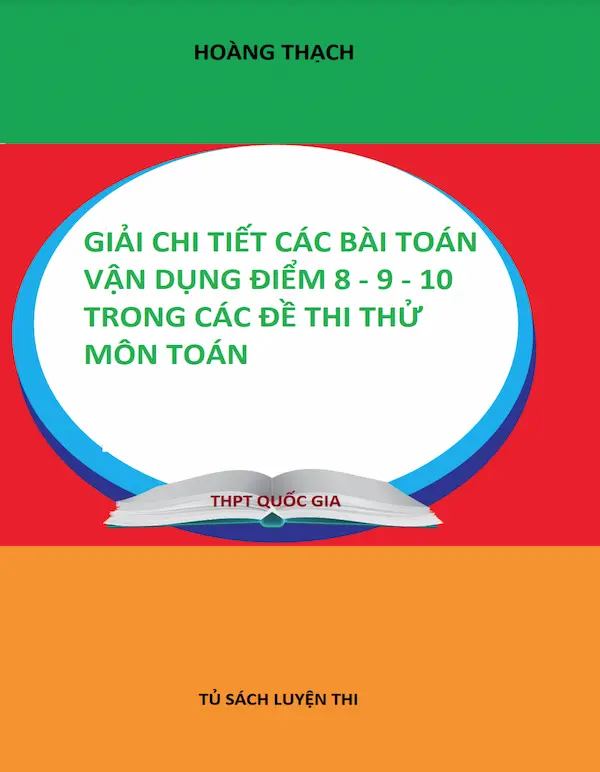 HOÀNG THẠCH
GIẢI CHI TIẾT CÁC BÀI TOÁN
VẬN DỤNG ĐIỂM 8 - 9 - 10
TRONG CÁC ĐỀ THI THỬ
MÔN TOÁN
THPT QUỐC GIA
TỦ SÁCH LUYỆN THI